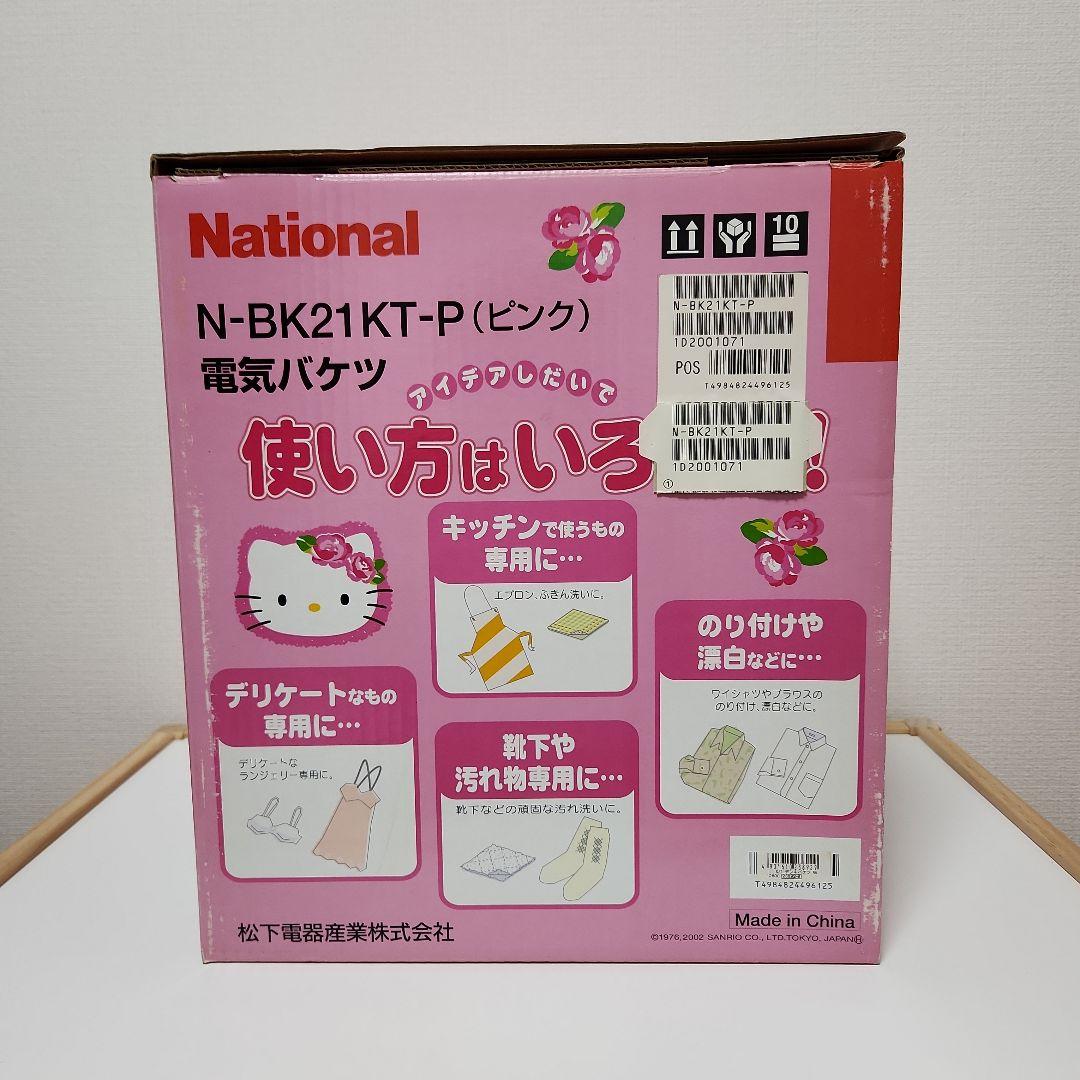 National
10
N-BK21KT-P(ピンク)
電気バケツ
N-BK21KT-P
1D2001071
POS
T4984824496125
N-BK21KT-P
1D2001071
①
アイデアしだいで
使い方はいろ
!
キッチンで使うもの
専用に…
エプロン、ふきん洗いに。
のり付けや
漂白などに…
ワイシャツやブラウスの
のり付け、漂白などに。
デリケートなもの
専用に…
デリケートな
ランジェリー専用に。
靴下や
汚れ物専用に…
靴下などの頑固な汚れ洗いに。
T4984824496125
Made in China
松下電器産業株式会社
©1976,2002 SANRIO CO., LTD.TOKYO, JAPAN Ⓗ